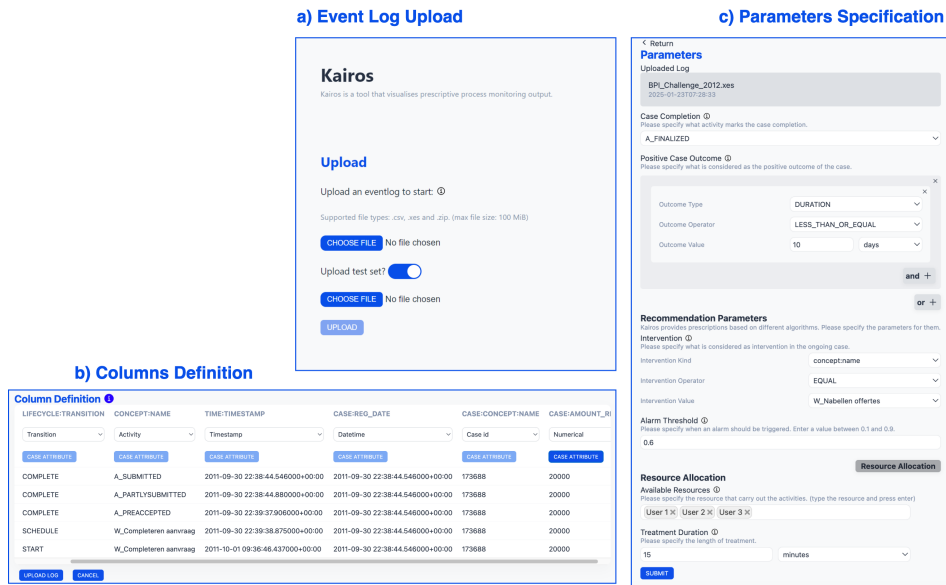 a) Event Log Upload
Kairos
Kairos is a tool that visualises prescriptive process monitoring output.
Upload
Upload an eventlog to start:
Supported file types: .csv, .xes and .zip. (max file size: 100 MiB)
CHOOSE FILE No file chosen
Upload test set?
CHOOSE FILE No file chosen
UPLOAD
b) Columns Definition
Column Definition
LIFECYCLE:TRANSITION CONCEPT:NAME TIME:TIMESTAMP CASE:REG_DATE CASE:CONCEPT:NAME CASE:AMOUNT_R
Transition Activity Timestamp Datetime Case id Numerical
CASE ATTRIBUTE CASE ATTRIBUTE CASE ATTRIBUTE CASE ATTRIBUTE CASE ATTRIBUTE CASE ATTRIBUTE
COMPLETE A_SUBMITTED 2011-09-30 22:38:44.546000+00:00 2011-09-30 22:38:44.546000+00:00 173688 20000
COMPLETE A_PARTLYSUBMITTED 2011-09-30 22:38:44.880000+00:00 2011-09-30 22:38:44.546000+00:00 173688 20000
COMPLETE A_PREACCEPTED 2011-09-30 22:39:37.906000+00:00 2011-09-30 22:38:44.546000+00:00 173688 20000
SCHEDULE W_Completeren aanvraag 2011-09-30 22:39:38.875000+00:00 2011-09-30 22:38:44.546000+00:00 173688 20000
START W_Completeren aanvraag 2011-10-01 09:36:46.437000+00:00 2011-09-30 22:38:44.546000+00:00 173688 20000
UPLOAD LOG CANCEL
c) Parameters Specification
< Return
Parameters
Uploaded Log
BPI_Challenge_2012.xes
2025-01-23T07:28:33
Case Completion
Please specify what activity marks the case completion.
A_FINALIZED
Positive Case Outcome
Please specify what is considered as the positive outcome of the case.
×
×
Outcome Type DURATION
Outcome Operator LESS_THAN_OR_EQUAL
Outcome Value 10 days
and +
or +
Recommendation Parameters
Kairos provides prescriptions based on different algorithms. Please specify the parameters for them.
Intervention
Please specify what is considered as intervention in the ongoing case.
Intervention Kind concept:name
Intervention Operator EQUAL
Intervention Value W_Nabellen offertes
Alarm Threshold
Please specify when an alarm should be triggered. Enter a value between 0.1 and 0.9.
0.6
Resource Allocation
Resource Allocation
Available Resources
Please specify the resource that carry out the activities. (type the resource and press enter)
User 1 × User 2 × User 3 ×
Treatment Duration
Please specify the length of treatment.
15 minutes
SUBMIT